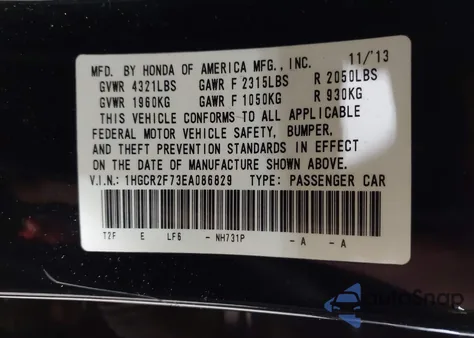 MFD. BY HONDA OF AMERICA MFG., INC. 11/'13
GVWR 4321LBS GAWR F 2315LBS R 2050LBS
GVWR 1960KG GAWR F 1050KG R 930KG
THIS VEHICLE CONFORMS TO ALL APPLICABLE
FEDERAL MOTOR VEHICLE SAFETY, BUMPER,
AND THEFT PREVENTION STANDARDS IN EFFECT
ON THE DATE OF MANUFACTURE SHOWN ABOVE.
V.I.N.: 1HGCR2F73EA086829 TYPE: PASSENGER CAR
T2F E LF6 -NH731P -A -A
autoSnap